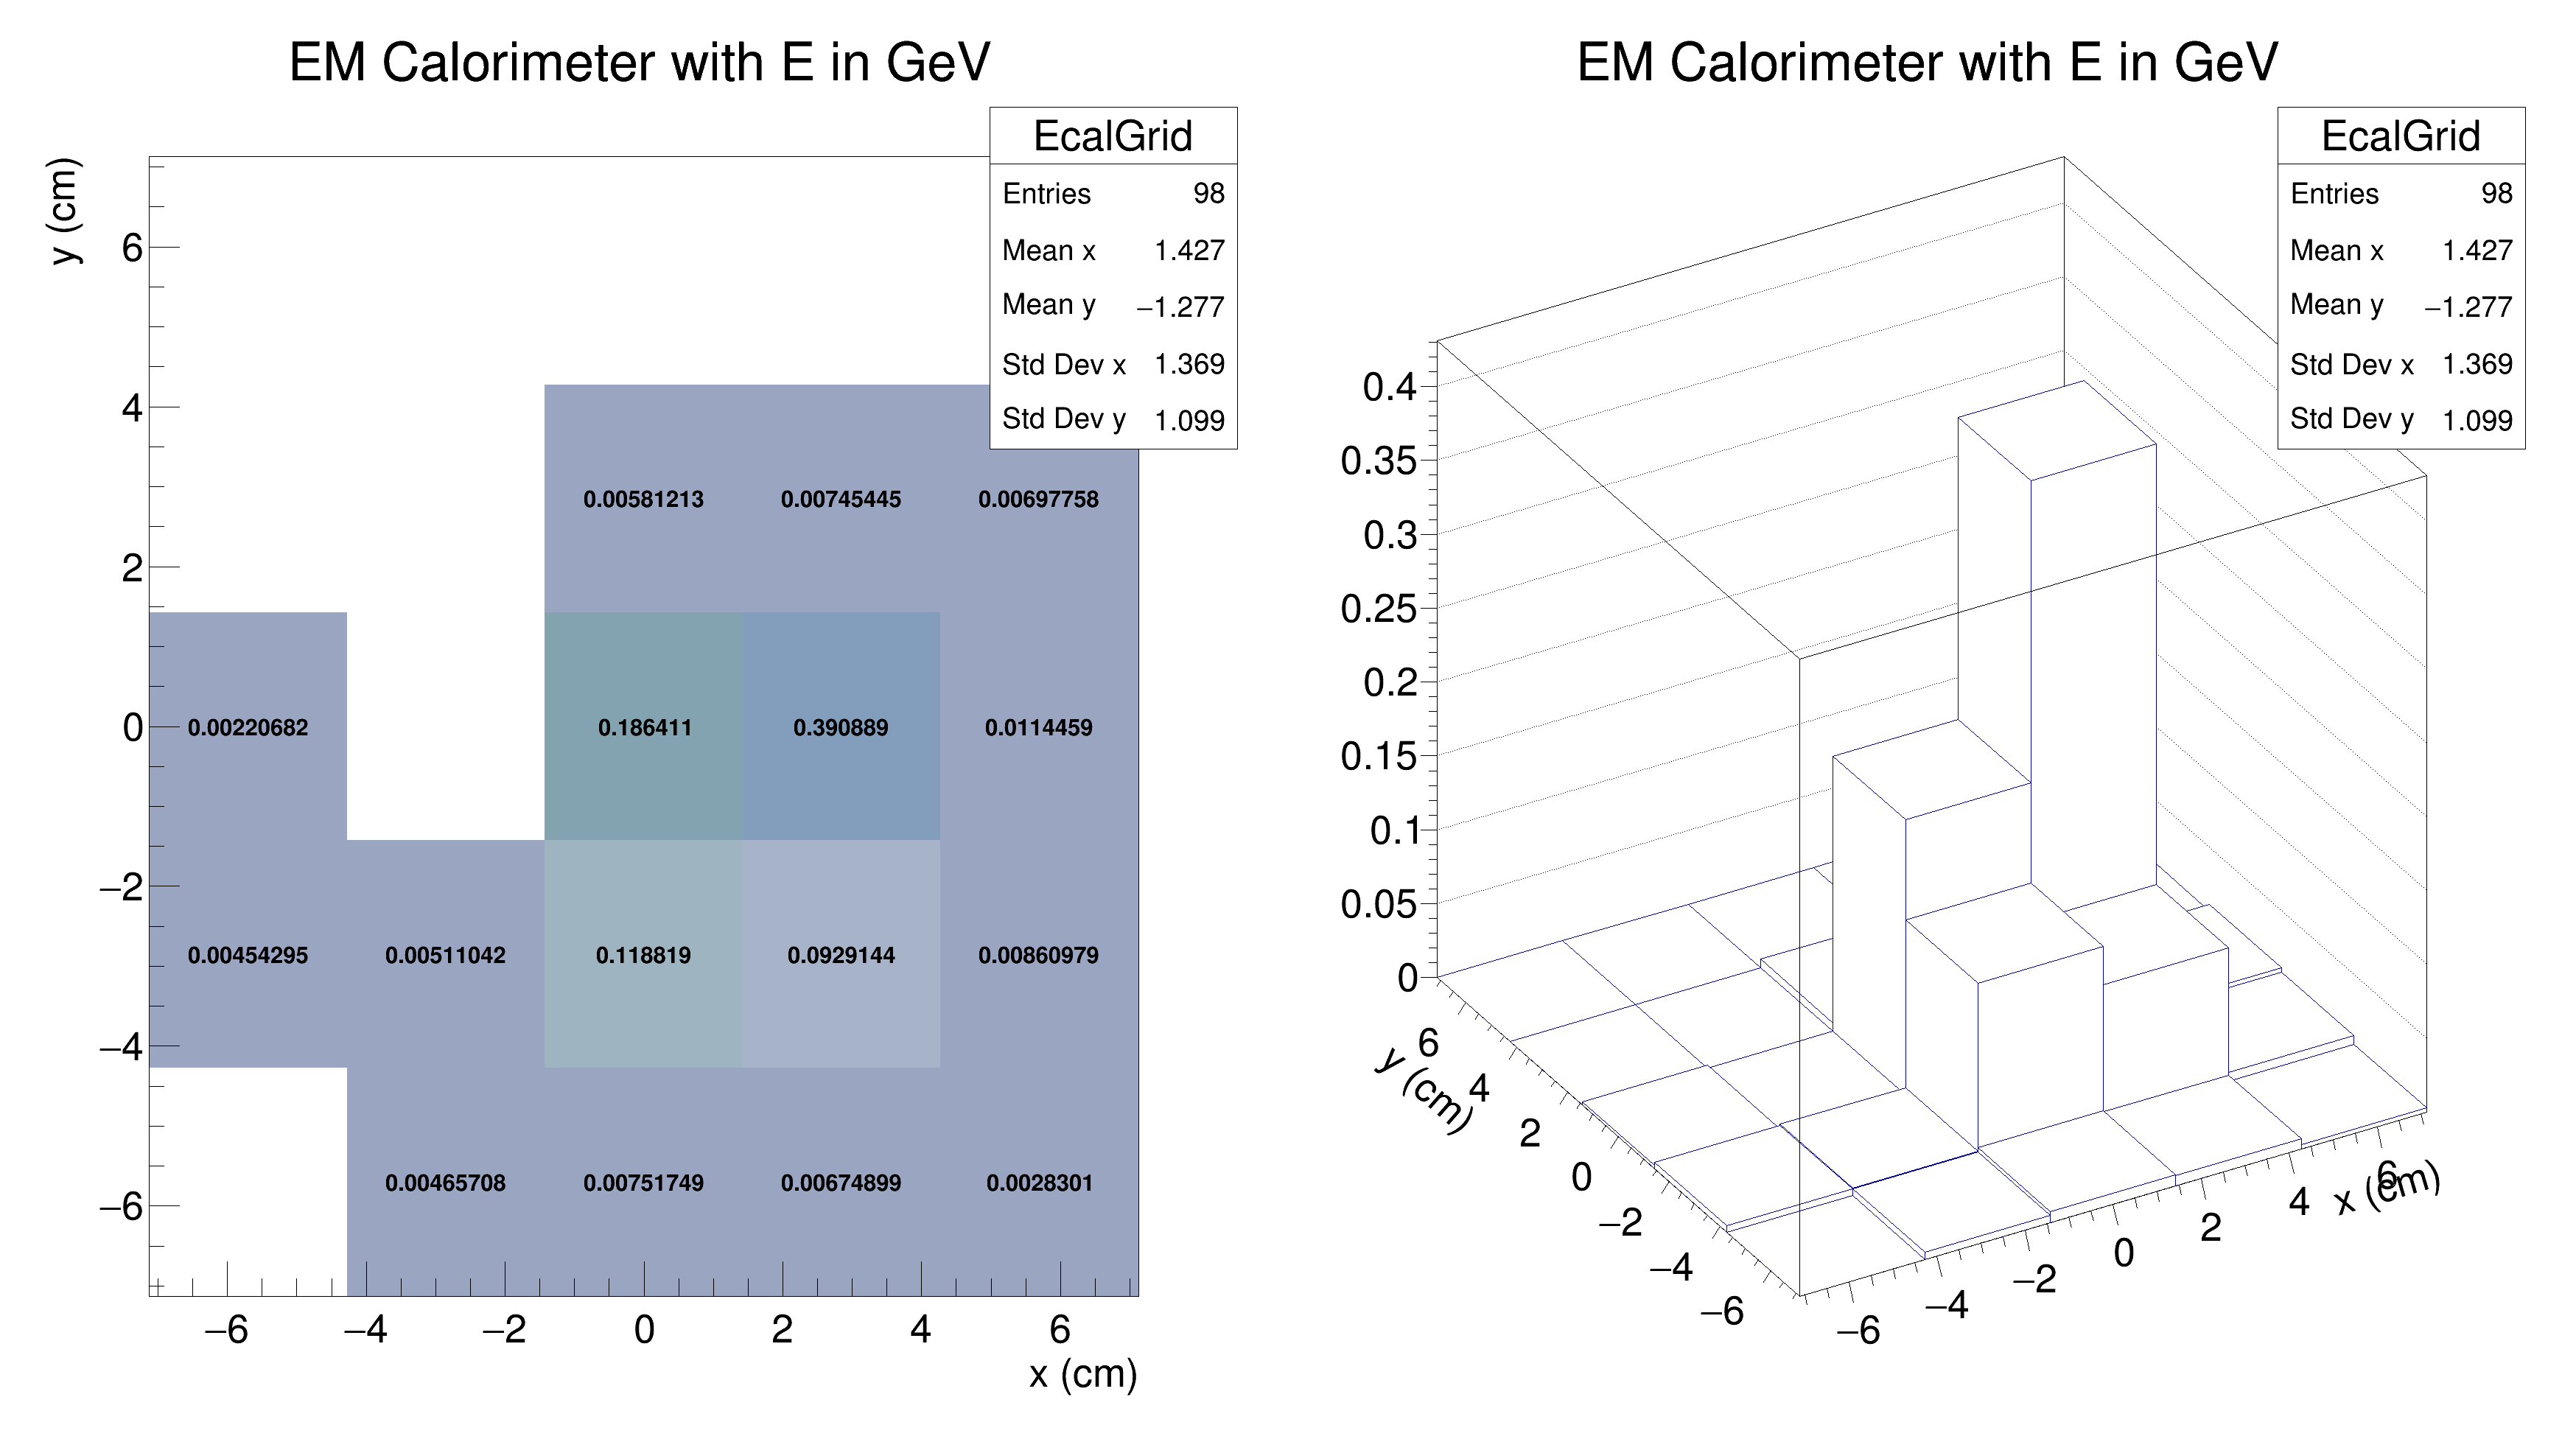 EM Calorimeter with E in GeV
EcalGrid
Entries 98
Mean x 1.427
Mean y −1.277
Std Dev x 1.369
Std Dev y 1.099
y (cm)
6
4
2
0
−2
−4
−6
0.00581213 0.00745445 0.00697758
0.00220682 0.186411 0.390889 0.0114459
0.00454295 0.00511042 0.118819 0.0929144 0.00860979
0.00465708 0.00751749 0.00674899 0.0028301
−6 −4 −2 0 2 4 6
x (cm)
EM Calorimeter with E in GeV
EcalGrid
Entries 98
Mean x 1.427
Mean y −1.277
Std Dev x 1.369
Std Dev y 1.099
0.4
0.35
0.3
0.25
0.2
0.15
0.1
0.05
0
6
4
2
0
−2
−4
−6
y (cm)
−6
−4
−2
0
2
4
6
x (cm)